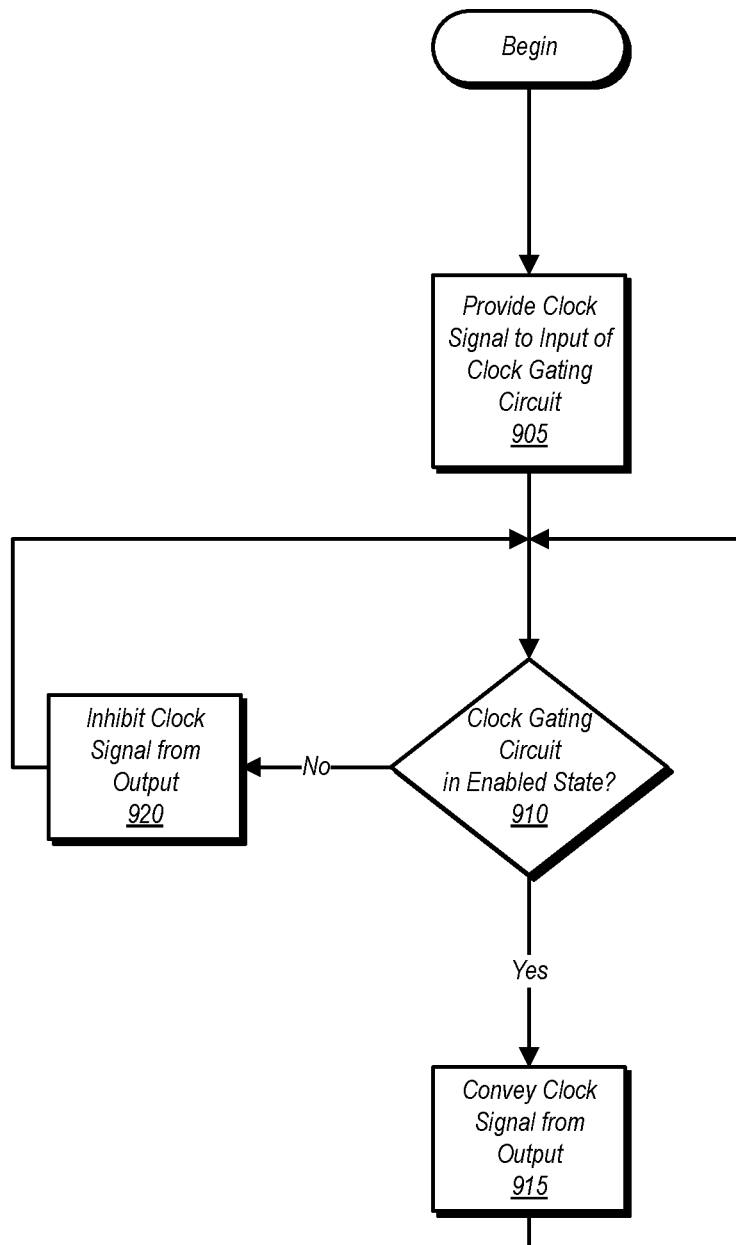 Begin
Provide Clock
Signal to Input of
Clock Gating
Circuit
905
Clock Gating
Circuit
in Enabled State?
910
No
Inhibit Clock
Signal from
Output
920
Yes
Convey Clock
Signal from
Output
915